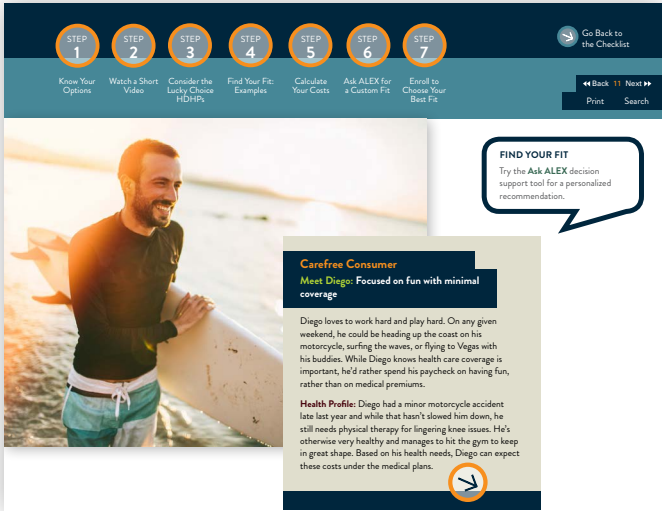 STEP
1
STEP
2
STEP
3
STEP
4
STEP
5
STEP
6
STEP
7
Know Your
Options
Watch a Short
Video
Consider the
Lucky Choice
HDHPs
Find Your Fit:
Examples
Calculate
Your Costs
Ask ALEX for
a Custom Fit
Enroll to
Choose Your
Best Fit
Go Back to
the Checklist
Back 11 Next
Print Search
FIND YOUR FIT
Try the Ask ALEX decision
support tool for a personalized
recommendation.
Carefree Consumer
Meet Diego: Focused on fun with minimal
coverage
Diego loves to work hard and play hard. On any given
weekend, he could be heading up the coast on his
motorcycle, surfing the waves, or flying to Vegas with
his buddies. While Diego knows health care coverage is
important, he'd rather spend his paycheck on having fun,
rather than on medical premiums.
Health Profile: Diego had a minor motorcycle accident
late last year and while that hasn't slowed him down, he
still needs physical therapy for lingering knee issues. He's
otherwise very healthy and manages to hit the gym to keep
in great shape. Based on his health needs, Diego can expect
these costs under the medical plans.